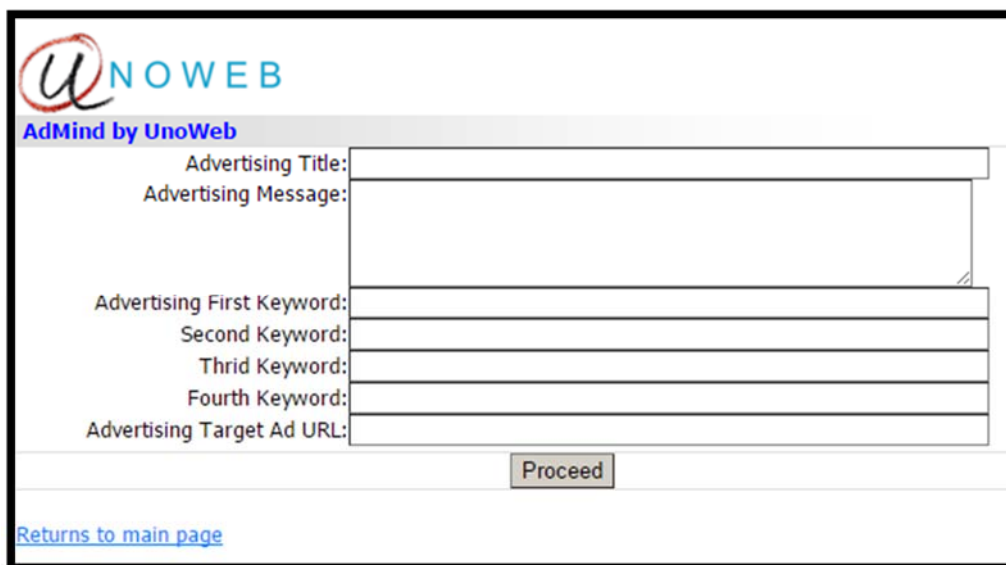 UNOWEB
AdMind by UnoWeb
Advertising Title:
Advertising Message:
Advertising First Keyword:
Second Keyword:
Thrid Keyword:
Fourth Keyword:
Advertising Target Ad URL:
Proceed
Returns to main page